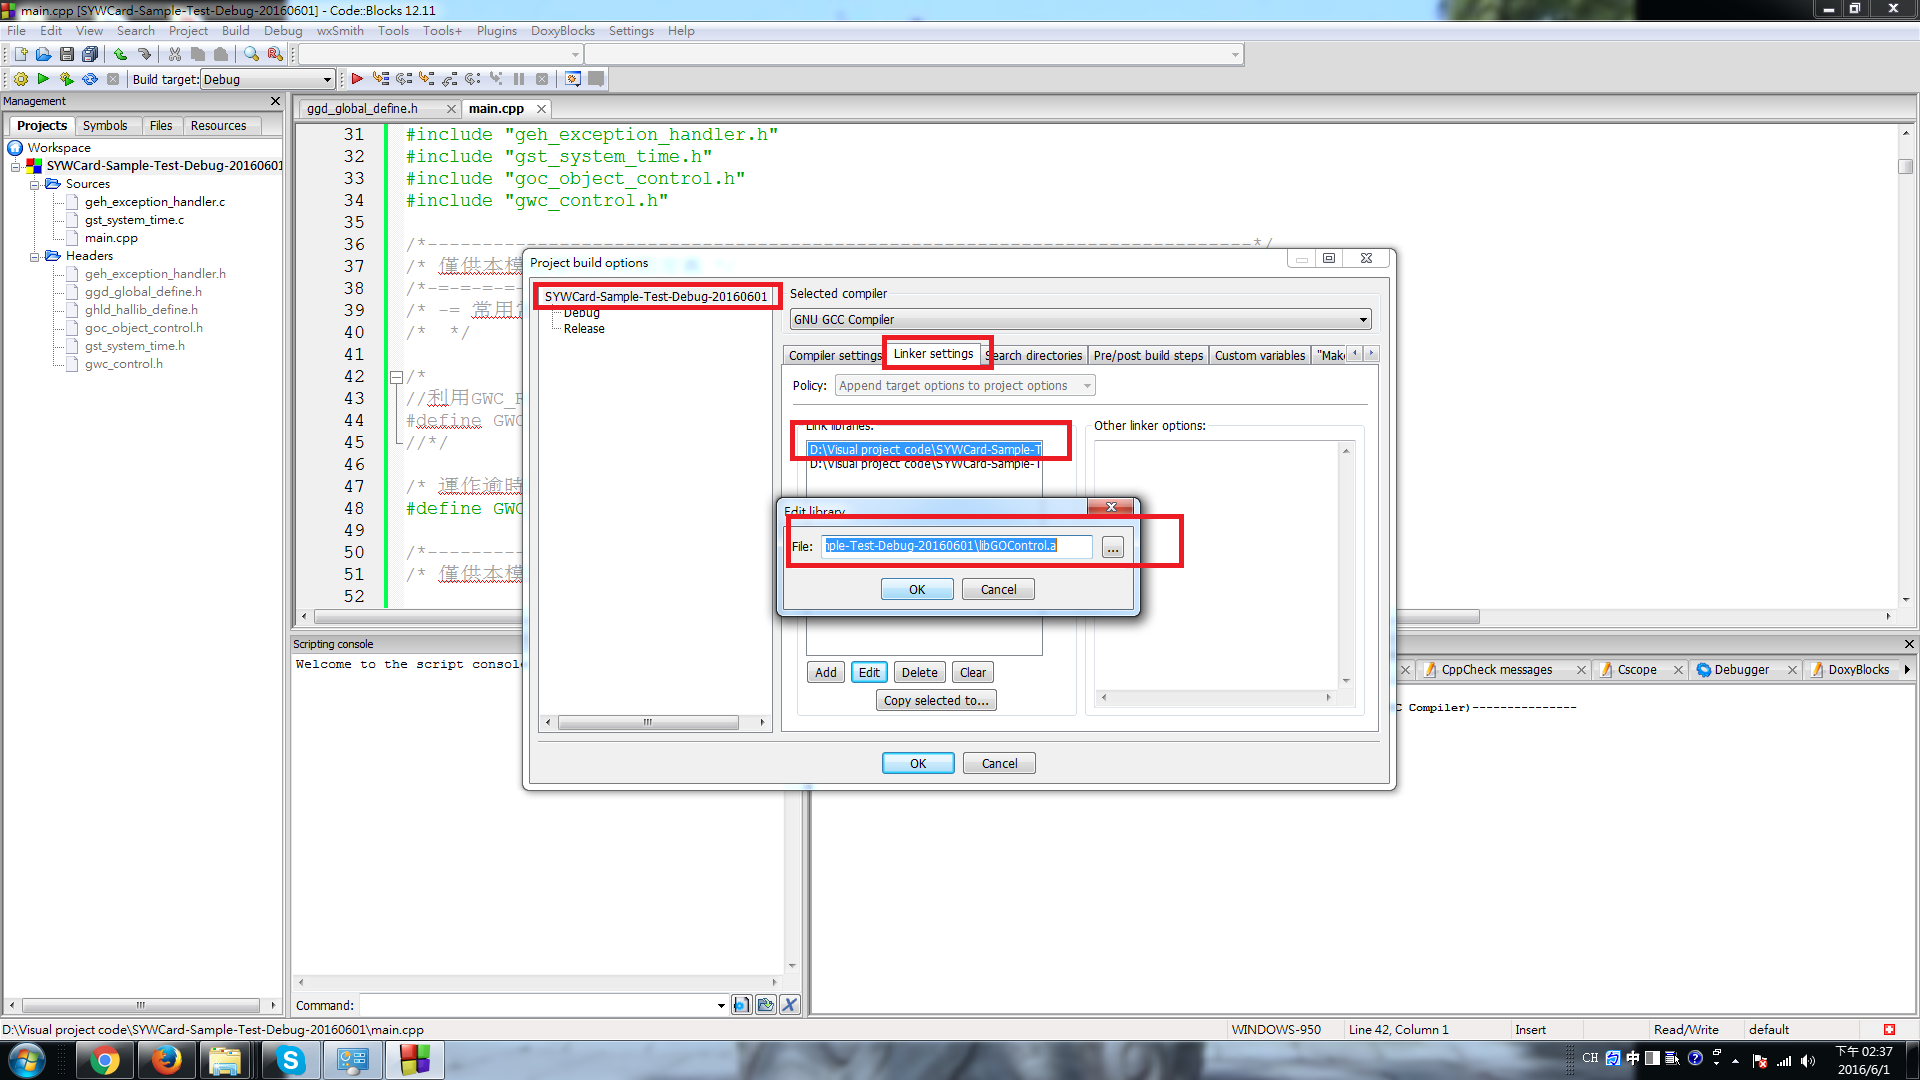 main.cpp [SYWCard-Sample-Test-Debug-20160601] - Code::Blocks 12.11
File Edit View Search Project Build Debug wxSmith Tools Tools+ Plugins DoxyBlocks Settings Help
Build target: Debug
Management
Projects Symbols Files Resources
Workspace
SYWCard-Sample-Test-Debug-20160601
Sources
geh_exception_handler.c
gst_system_time.c
main.cpp
Headers
geh_exception_handler.h
ggd_global_define.h
ghld_hallib_define.h
goc_object_control.h
gst_system_time.h
gwc_control.h
ggd_global_define.h main.cpp
31 #include "geh_exception_handler.h"
32 #include "gst_system_time.h"
33 #include "goc_object_control.h"
34 #include "gwc_control.h"
35
36 /*---------------------------------------------------------------------------*/
37 /* 僅供本模
38 /*-=-=-=-=
39 /* -= 常用
40 /* */
41
42 /*
43 //利用GWC_
44 #define GWC
45 //*/
46
47 /* 運作逾時
48 #define GWC
49
50 /*---------
51 /* 僅供本模
52
Project build options
SYWCard-Sample-Test-Debug-20160601
Debug
Release
Selected compiler
GNU GCC Compiler
Compiler settings Linker settings Search directories Pre/post build steps Custom variables "Mak
Policy: Append target options to project options
Link libraries:
D:\Visual project code\SYWCard-Sample-T
D:\Visual project code\SYWCard-Sample-T
Other linker options:
Edit library
File: nple-Test-Debug-20160601\libGOControl.a ...
OK Cancel
Add Edit Delete Clear
Copy selected to...
OK Cancel
Scripting console
Welcome to the script console
Command:
CppCheck messages Cscope Debugger DoxyBlocks
C Compiler)---------------
D:\Visual project code\SYWCard-Sample-Test-Debug-20160601\main.cpp WINDOWS-950 Line 42, Column 1 Insert Read/Write default
CH 中 下午 02:37
2016/6/1